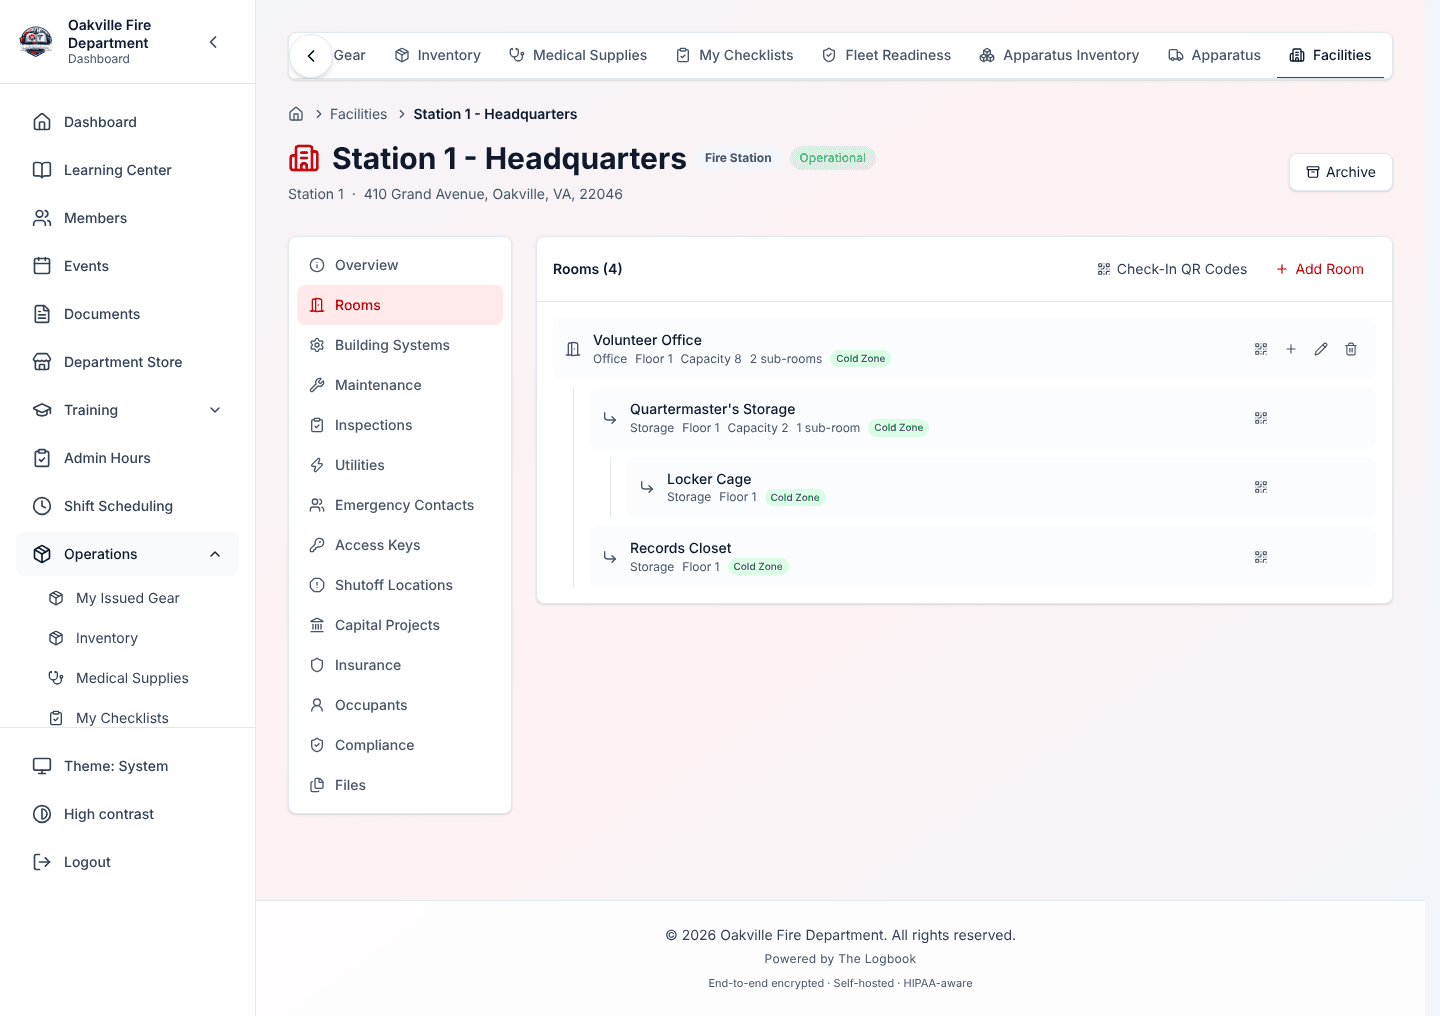 Oakville Fire
Department
Dashboard
Dashboard
Learning Center
Members
Events
Documents
Department Store
Training
Admin Hours
Shift Scheduling
Operations
My Issued Gear
Inventory
Medical Supplies
My Checklists
Theme: System
High contrast
Logout
Gear
Inventory
Medical Supplies
My Checklists
Fleet Readiness
Apparatus Inventory
Apparatus
Facilities
Facilities
Station 1 - Headquarters
Station 1 - Headquarters
Fire Station
Operational
Station 1 · 410 Grand Avenue, Oakville, VA, 22046
Archive
Overview
Rooms
Building Systems
Maintenance
Inspections
Utilities
Emergency Contacts
Access Keys
Shutoff Locations
Capital Projects
Insurance
Occupants
Compliance
Files
Rooms (4)
Check-In QR Codes
Add Room
Volunteer Office
Office Floor 1 Capacity 8 2 sub-rooms Cold Zone
Quartermaster's Storage
Storage Floor 1 Capacity 2 1 sub-room Cold Zone
Locker Cage
Storage Floor 1 Cold Zone
Records Closet
Storage Floor 1 Cold Zone
© 2026 Oakville Fire Department. All rights reserved.
Powered by The Logbook
End-to-end encrypted · Self-hosted · HIPAA-aware